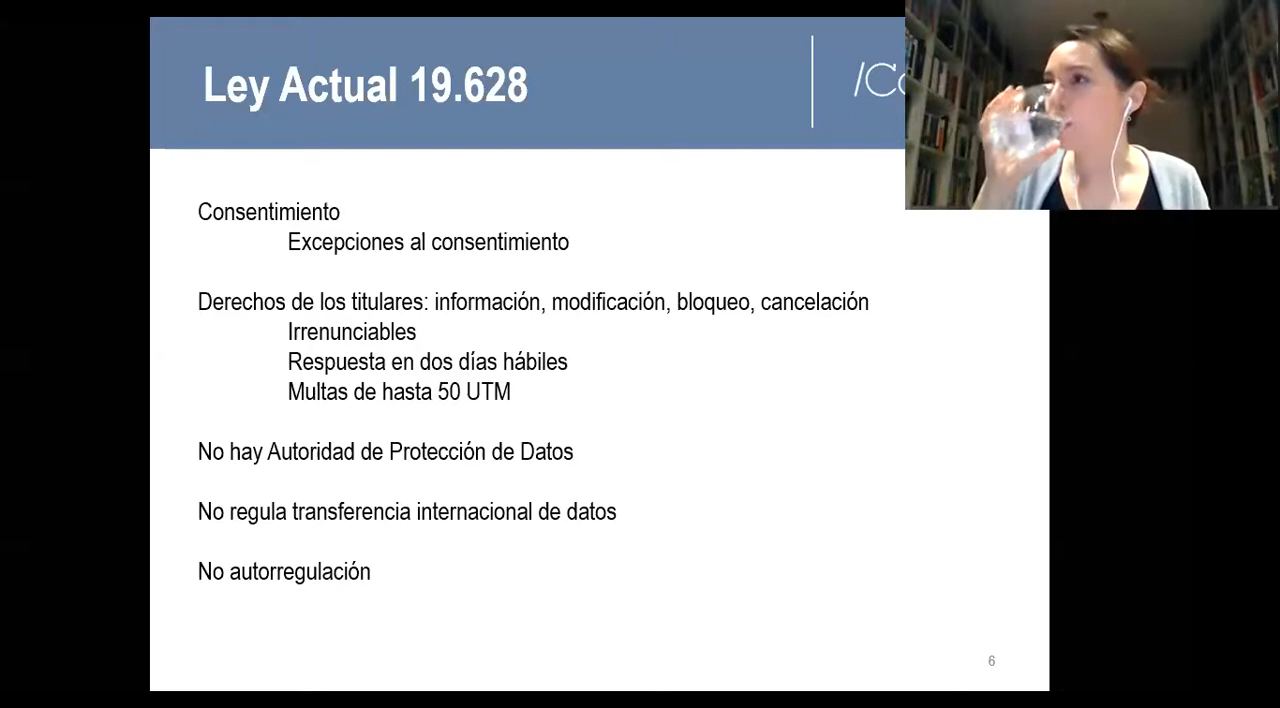 Ley Actual 19.628
Consentimiento
Excepciones al consentimiento
Derechos de los titulares: información, modificación, bloqueo, cancelación
Irrenunciables
Respuesta en dos días hábiles
Multas de hasta 50 UTM
No hay Autoridad de Protección de Datos
No regula transferencia internacional de datos
No autorregulación
6